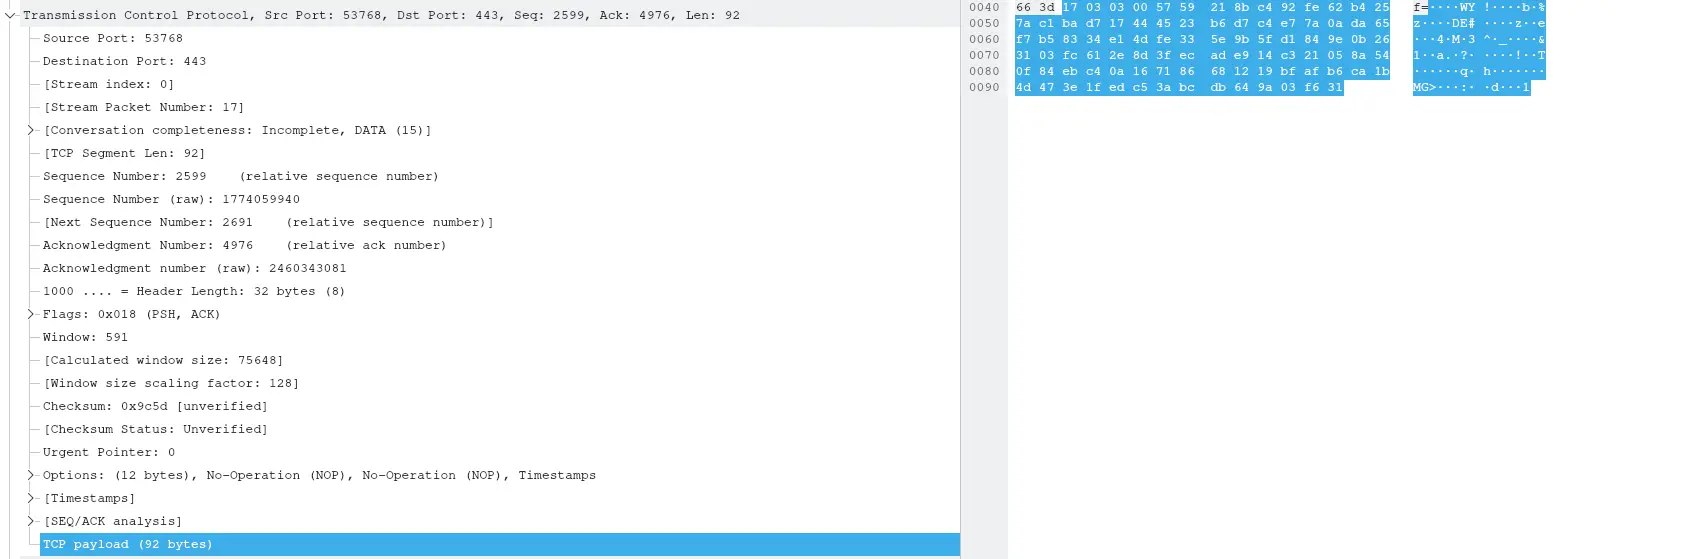 Transmission Control Protocol, Src Port: 53768, Dst Port: 443, Seq: 2599, Ack: 4976, Len: 92
Source Port: 53768
Destination Port: 443
[Stream index: 0]
[Stream Packet Number: 17]
[Conversation completeness: Incomplete, DATA (15)]
[TCP Segment Len: 92]
Sequence Number: 2599    (relative sequence number)
Sequence Number (raw): 1774059940
[Next Sequence Number: 2691    (relative sequence number)]
Acknowledgment Number: 4976    (relative ack number)
Acknowledgment number (raw): 2460343081
1000 .... = Header Length: 32 bytes (8)
Flags: 0x018 (PSH, ACK)
Window: 591
[Calculated window size: 75648]
[Window size scaling factor: 128]
Checksum: 0x9c5d [unverified]
[Checksum Status: Unverified]
Urgent Pointer: 0
Options: (12 bytes), No-Operation (NOP), No-Operation (NOP), Timestamps
[Timestamps]
[SEQ/ACK analysis]
TCP payload (92 bytes)
0040 66 3d 17 03 03 00 57 59 21 8b c4 92 fe 62 b4 25 f=····WY !····b·%
0050 7a c1 ba d7 17 44 45 23 b6 d7 c4 e7 7a 0a da 65 z····DE# ····z··e
0060 f7 b5 83 34 e1 4d fe 33 5e 9b 5f d1 84 9e 0b 26 ···4·M·3 ^·_····&
0070 31 03 fc 61 2e 8d 3f ec ad e9 14 c3 21 05 8a 54 1··a.·?· ····!··T
0080 0f 84 eb c4 0a 16 71 86 68 12 19 bf af b6 ca 1b ······q· h·······
0090 4d 47 3e 1f ed c5 3a bc db 64 9a 03 f6 31 MG>···:· ·d···1